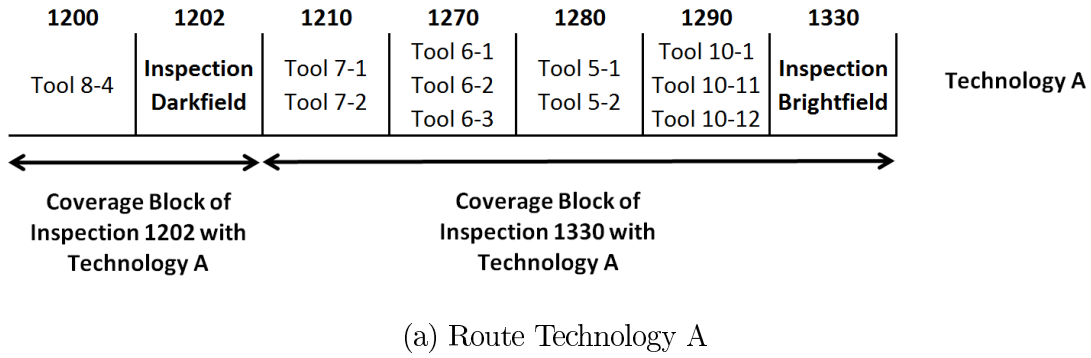 1200 1202 1210 1270 1280 1290 1330
Tool 8-4
Inspection
Darkfield
Tool 7-1
Tool 7-2
Tool 6-1
Tool 6-2
Tool 6-3
Tool 5-1
Tool 5-2
Tool 10-1
Tool 10-11
Tool 10-12
Inspection
Brightfield
Technology A
Coverage Block of
Inspection 1202 with
Technology A
Coverage Block of
Inspection 1330 with
Technology A
(a) Route Technology A